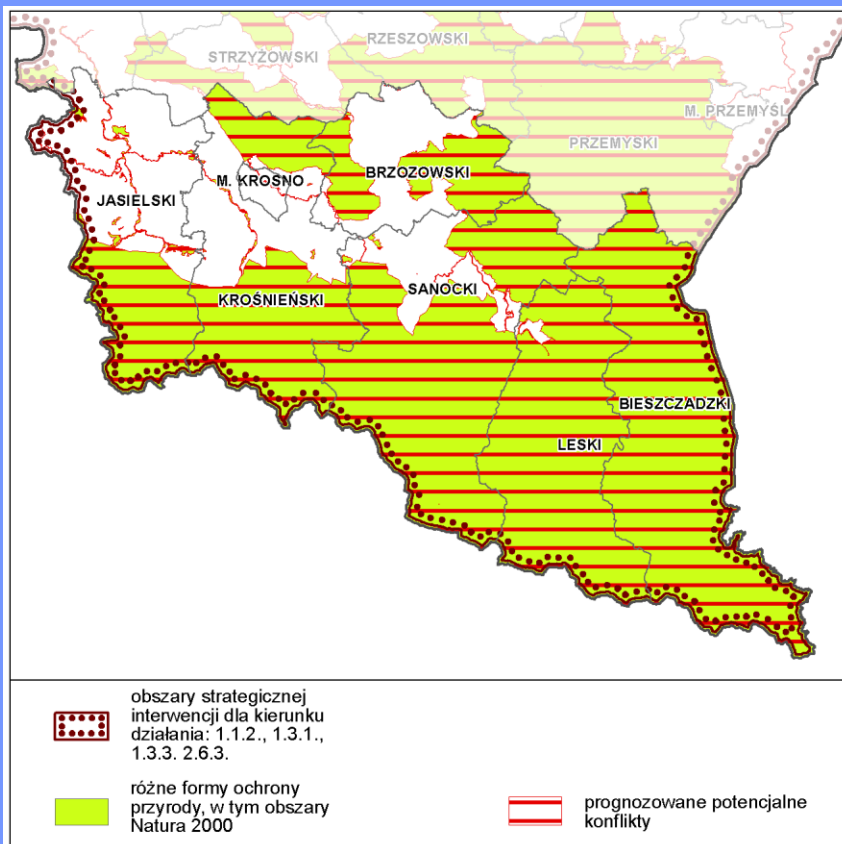 RZESZOWSKI
STRZYŻOWSKI
M. PRZEMYŚL
PRZEMYSKI
BRZOZOWSKI
M. KROSNO
JASIELSKI
SANOCKI
KROŚNIEŃSKI
BIESZCZADZKI
LESKI
obszary strategicznej
interwencji dla kierunku
działania: 1.1.2., 1.3.1.,
1.3.3. 2.6.3.
różne formy ochrony
przyrody, w tym obszary
Natura 2000
prognozowane potencjalne
konflikty